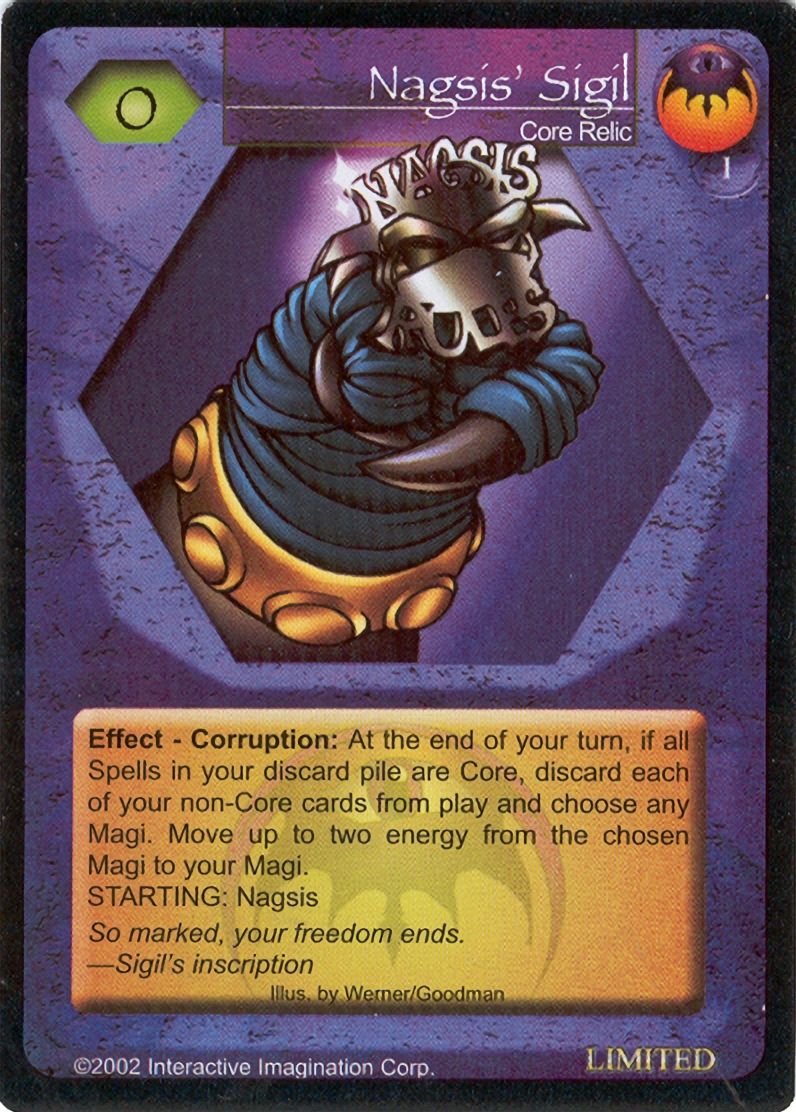 0
Nagsis' Sigil
Core Relic
1
NAGSIS
RULES
Effect - Corruption: At the end of your turn, if all
Spells in your discard pile are Core, discard each
of your non-Core cards from play and choose any
Magi. Move up to two energy from the chosen
Magi to your Magi.
STARTING: Nagsis
So marked, your freedom ends.
—Sigil's inscription
Illus. by Werner/Goodman
©2002 Interactive Imagination Corp.
LIMITED